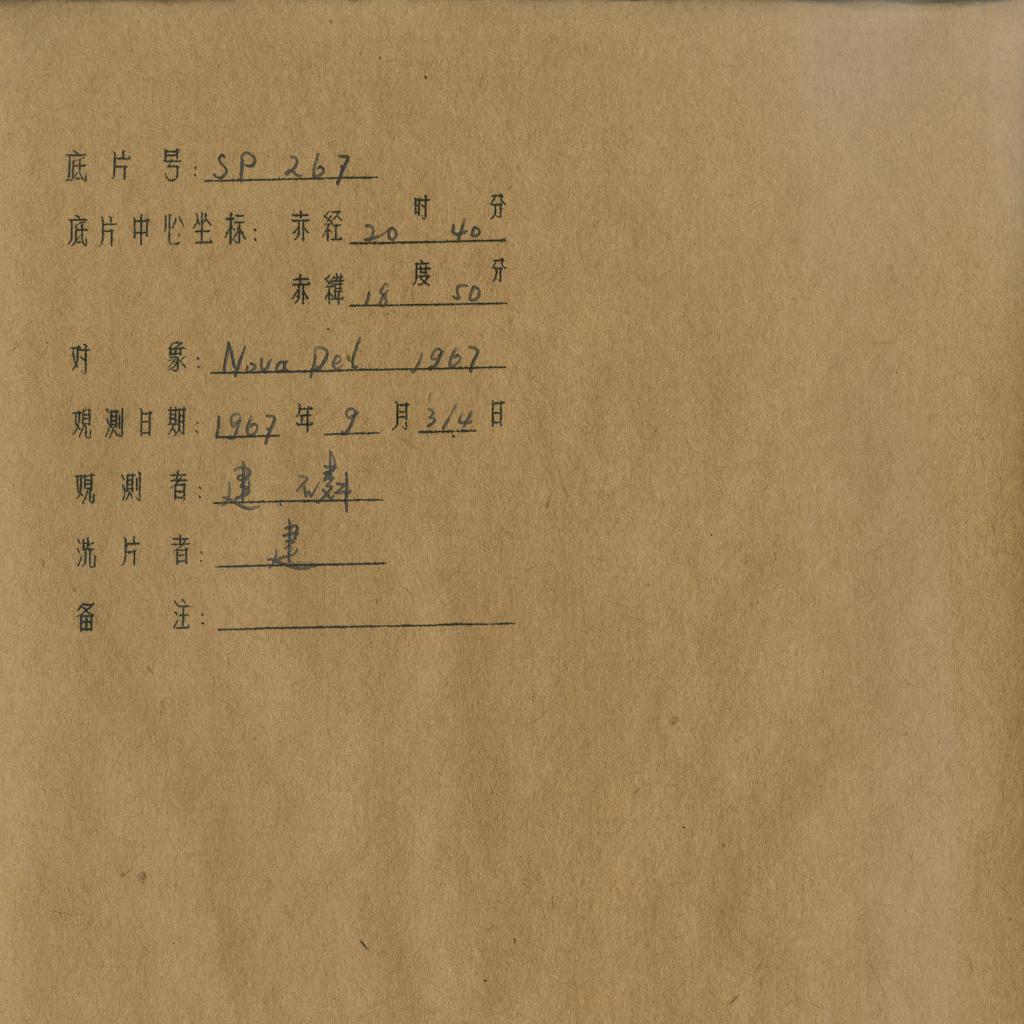 底片号: SP 267
底片中心坐标: 赤经 20 时 40 分
赤緯 18 度 50 分
对象: Nova Del 1967
观测日期: 1967 年 9 月 3/4 日
观测者: 建 磷
洗片者: 建
备注: